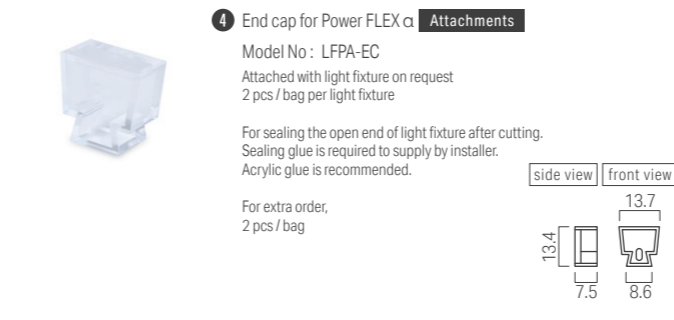 4 End cap for Power FLEX α Attachments
Model No : LFPA-EC
Attached with light fixture on request
2 pcs / bag per light fixture
For sealing the open end of light fixture after cutting.
Sealing glue is required to supply by installer.
Acrylic glue is recommended.
For extra order,
2 pcs / bag
side view front view
13.7
13.4
7.5 8.6